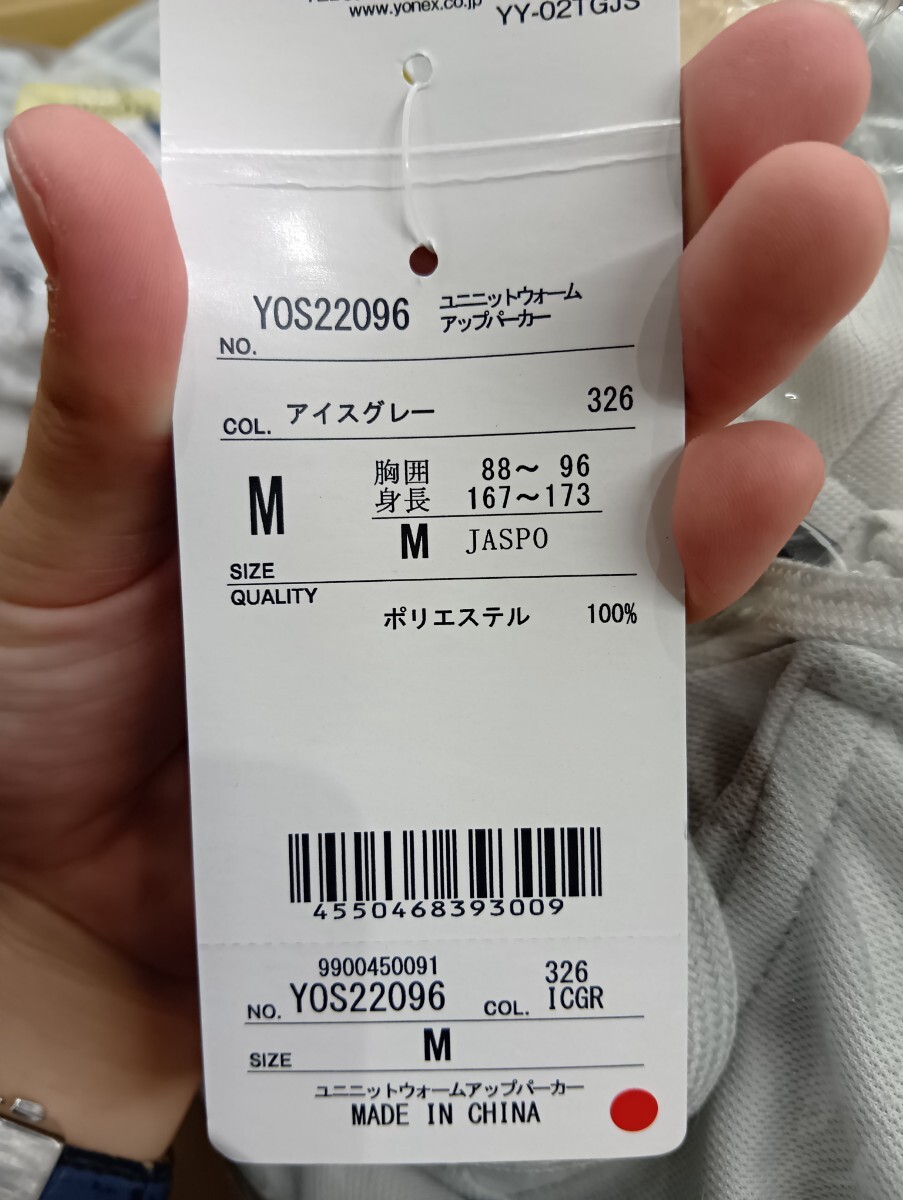 www.yonex.co.jp
YY-02TGJS
YOS22096 ユニニットウォーム
アップパーカー
NO.
COL. アイスグレー 326
M 胸囲 88～ 96
身長 167～173
M JASPO
SIZE
QUALITY
ポリエステル 100%
4550468393009
9900450091 326
NO. YOS22096 COL. ICGR
SIZE M
ユニニットウォームアップパーカー
MADE IN CHINA